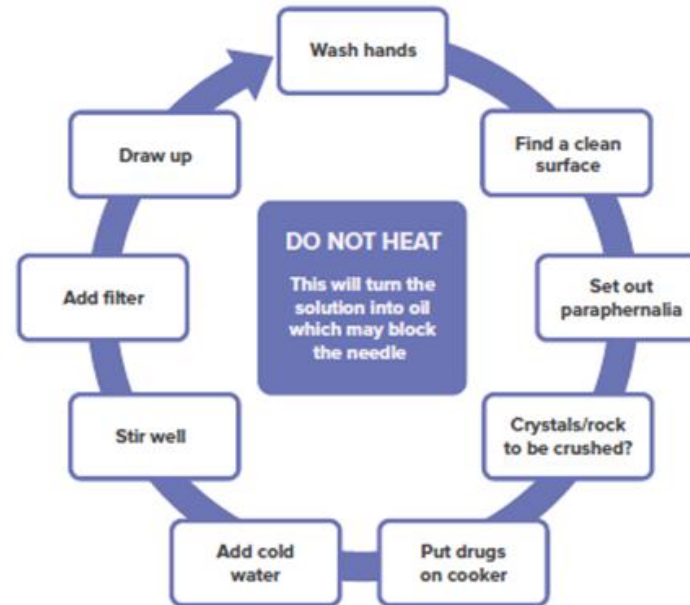 Wash hands
Find a clean
surface
Set out
paraphernalia
Crystals/rock
to be crushed?
Put drugs
on cooker
Add cold
water
Stir well
Add filter
Draw up
DO NOT HEAT
This will turn the
solution into oil
which may block
the needle